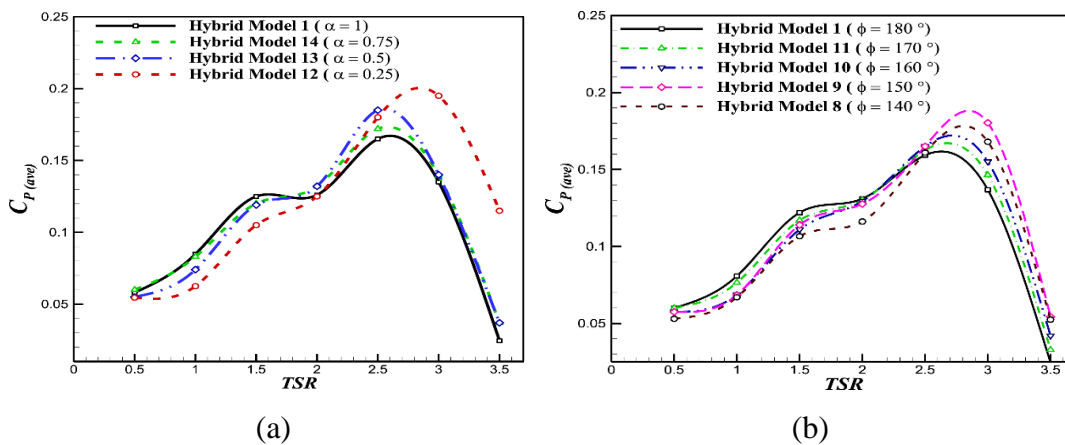 Hybrid Model 1 ( α = 1)
Hybrid Model 14 ( α = 0.75)
Hybrid Model 13 ( α = 0.5)
Hybrid Model 12 ( α = 0.25)
0.25
0.2
0.15
0.1
0.05
C_P (ave)
0 0.5 1 1.5 2 2.5 3 3.5
TSR
(a)
Hybrid Model 1 ( ϕ = 180 °)
Hybrid Model 11 ( ϕ = 170 °)
Hybrid Model 10 ( ϕ = 160 °)
Hybrid Model 9 ( ϕ = 150 °)
Hybrid Model 8 ( ϕ = 140 °)
0.25
0.2
0.15
0.1
0.05
C_P (ave)
0 0.5 1 1.5 2 2.5 3 3.5
TSR
(b)